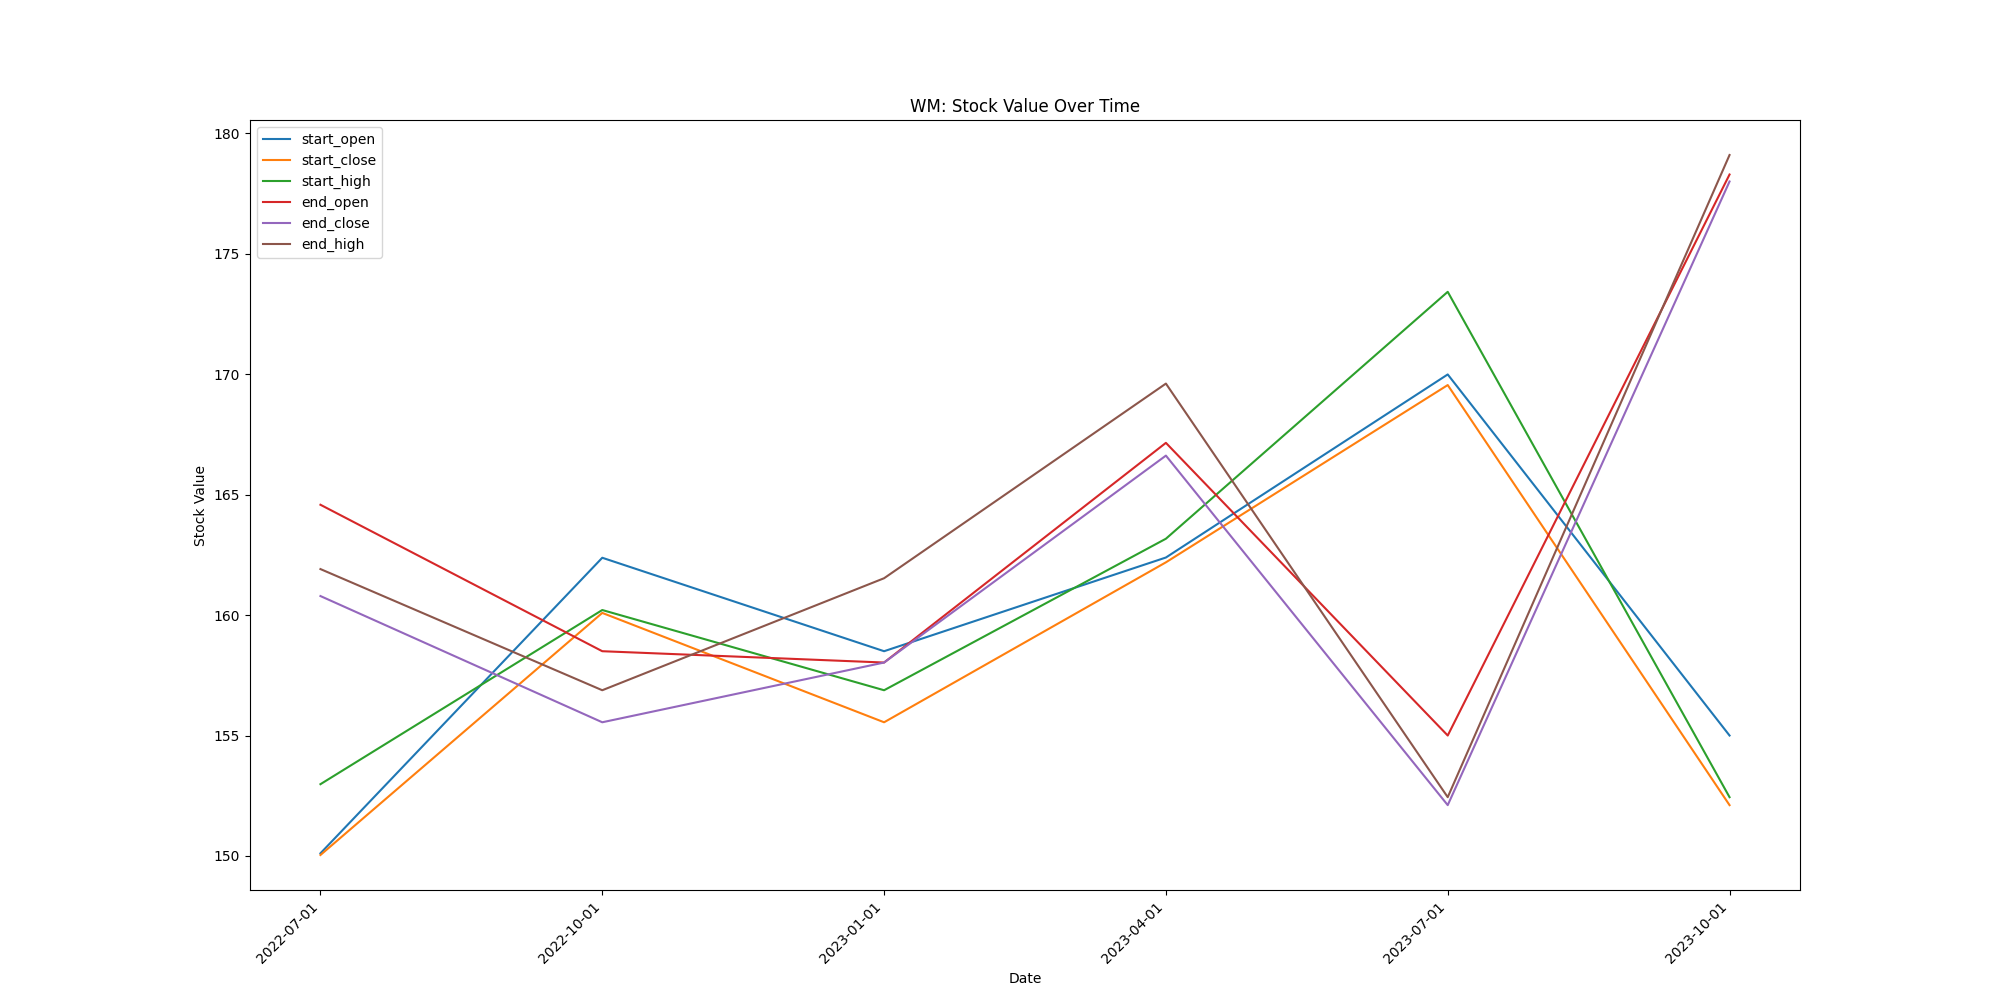 WM: Stock Value Over Time
start_open
start_close
start_high
end_open
end_close
end_high
180
175
170
165
160
155
150
Stock Value
2022-07-01
2022-10-01
2023-01-01
2023-04-01
2023-07-01
2023-10-01
Date